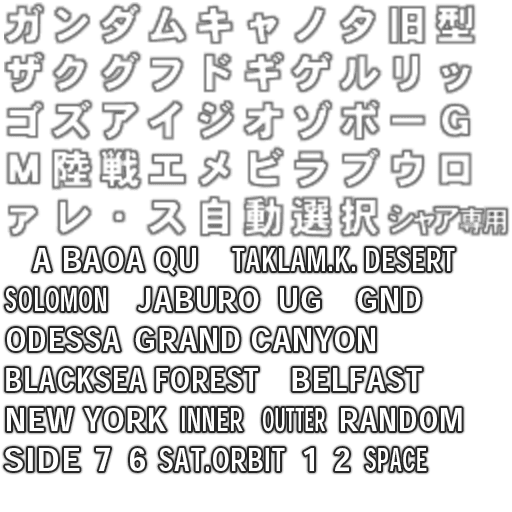 ガンダムキャノタ旧型
ザクグフドギゲルリッ
ゴズアイジオゾボーG
M陸戦エメビラブウロ
ァレ・ス自動選択シャア専用
A BAOA QU TAKLAM.K. DESERT
SOLOMON JABURO UG GND
ODESSA GRAND CANYON
BLACKSEA FOREST BELFAST
NEW YORK INNER OUTTER RANDOM
SIDE 7 6 SAT.ORBIT 1 2 SPACE